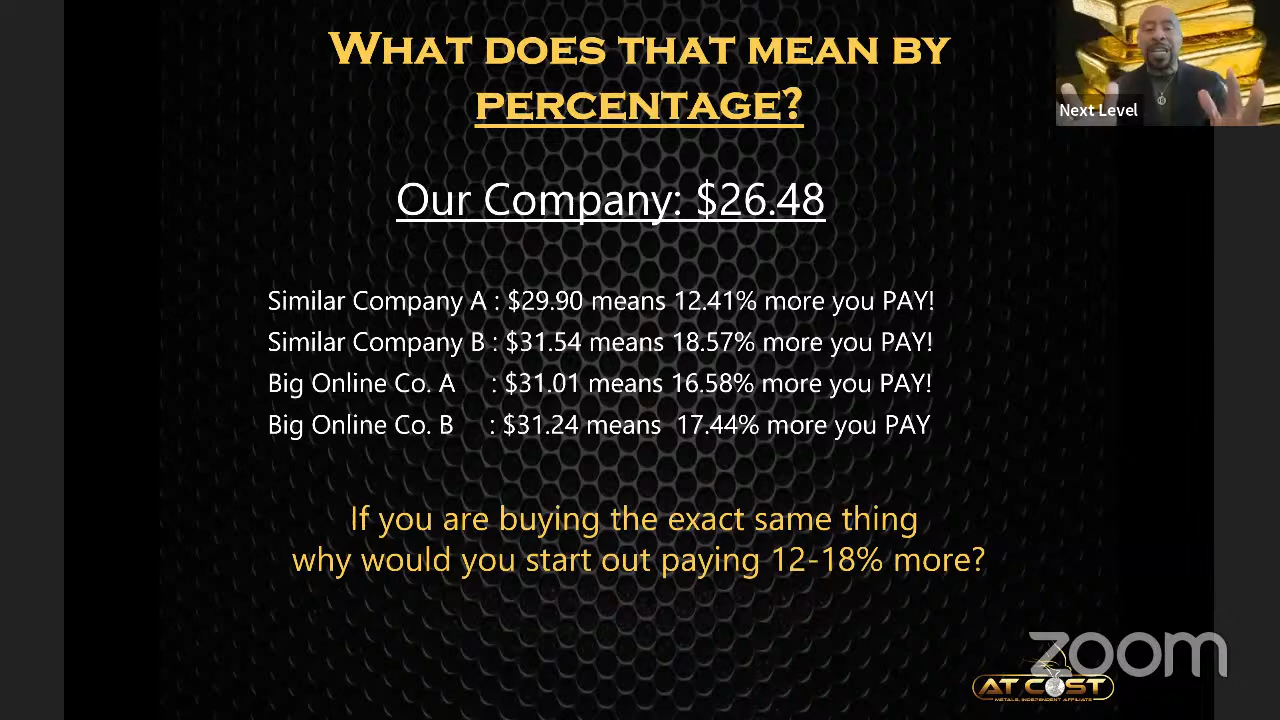 WHAT DOES THAT MEAN BY
PERCENTAGE?
Next Level
Our Company: $26.48
Similar Company A : $29.90 means 12.41% more you PAY!
Similar Company B : $31.54 means 18.57% more you PAY!
Big Online Co. A : $31.01 means 16.58% more you PAY!
Big Online Co. B : $31.24 means 17.44% more you PAY
If you are buying the exact same thing
why would you start out paying 12-18% more?
zoom
AT COST
METALS, INDEPENDENT AFFILIATE